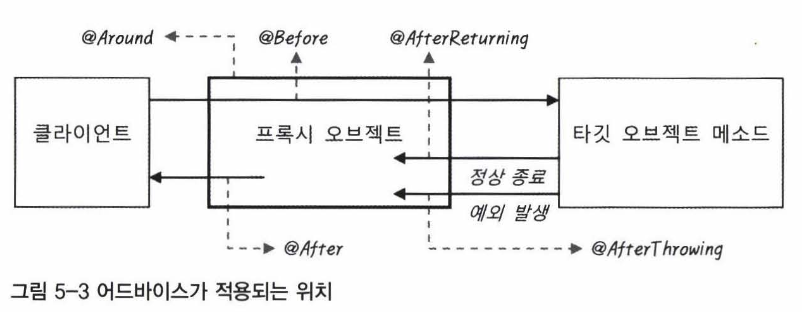 @Around @Before @AfterReturning
클라이언트 프록시 오브젝트 타깃 오브젝트 메소드
정상 종료
예외 발생
@After @AfterThrowing
그림 5-3 어드바이스가 적용되는 위치